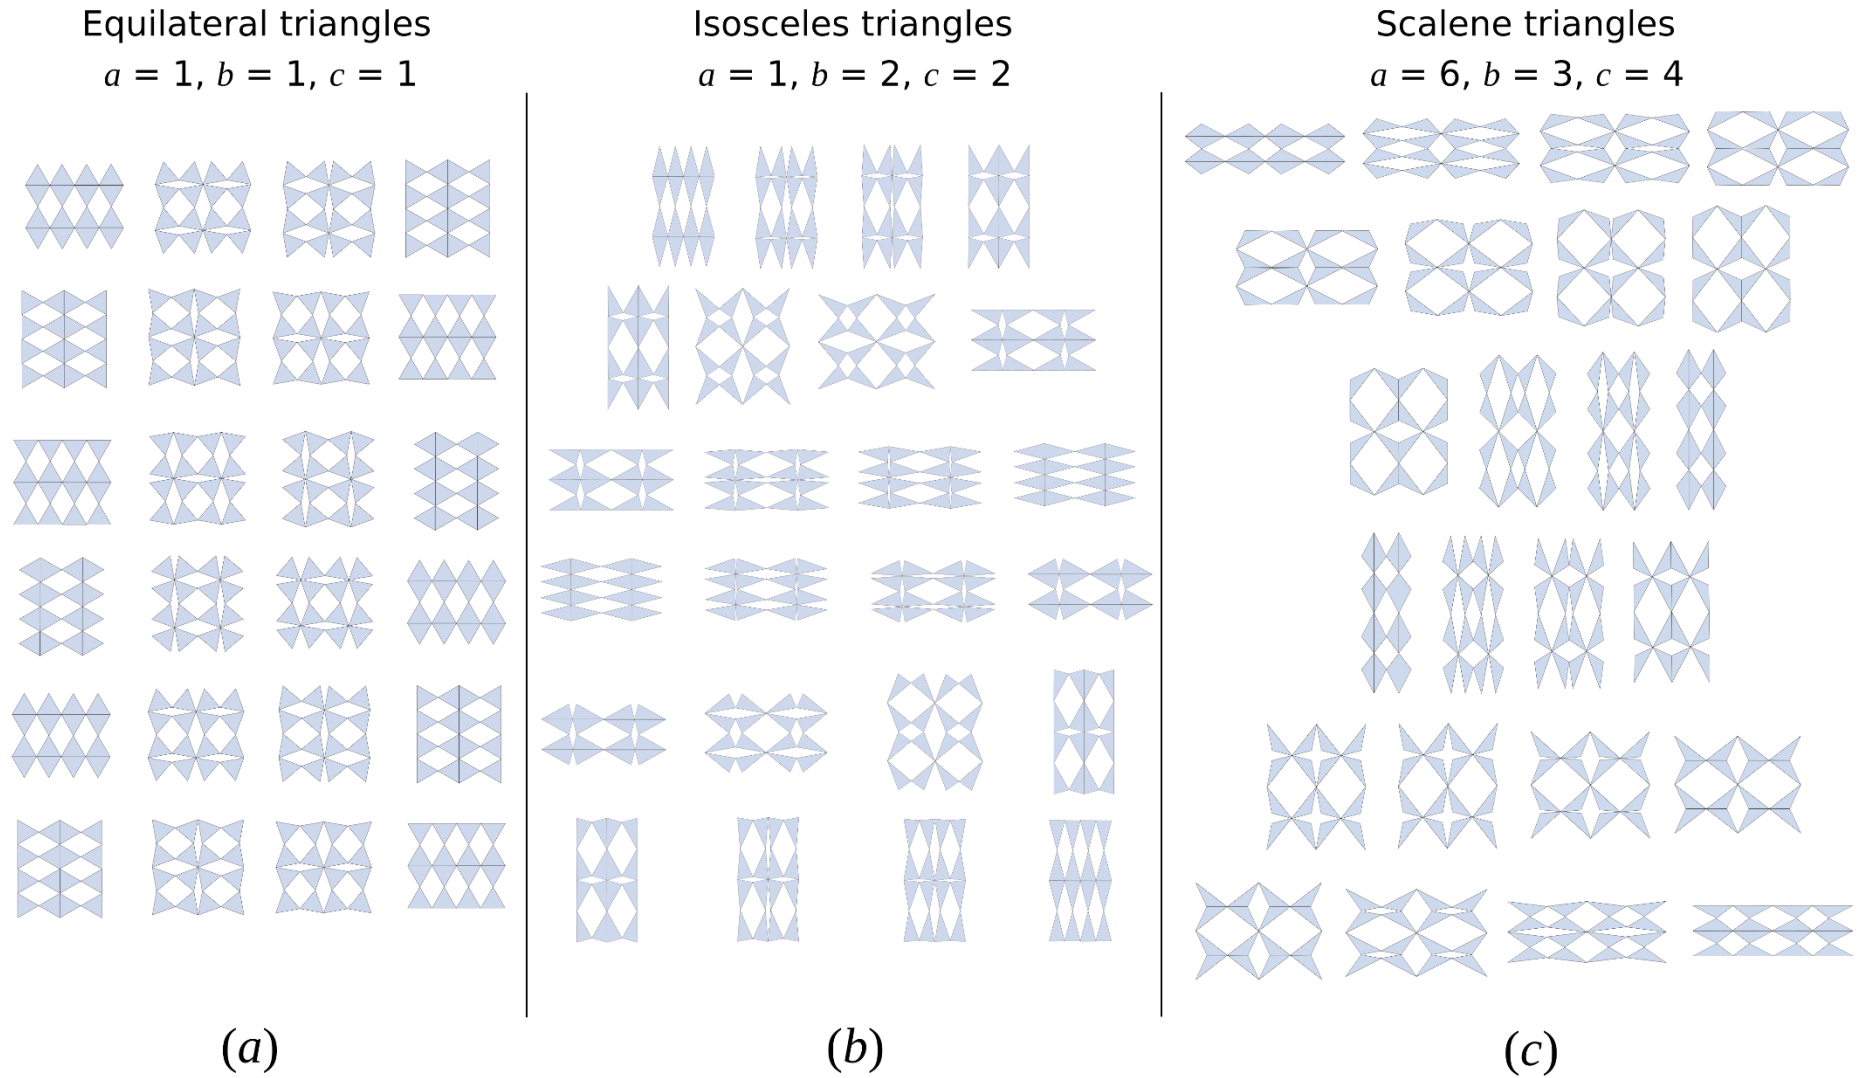 Equilateral triangles
a = 1, b = 1, c = 1
Isosceles triangles
a = 1, b = 2, c = 2
Scalene triangles
a = 6, b = 3, c = 4
(a)
(b)
(c)